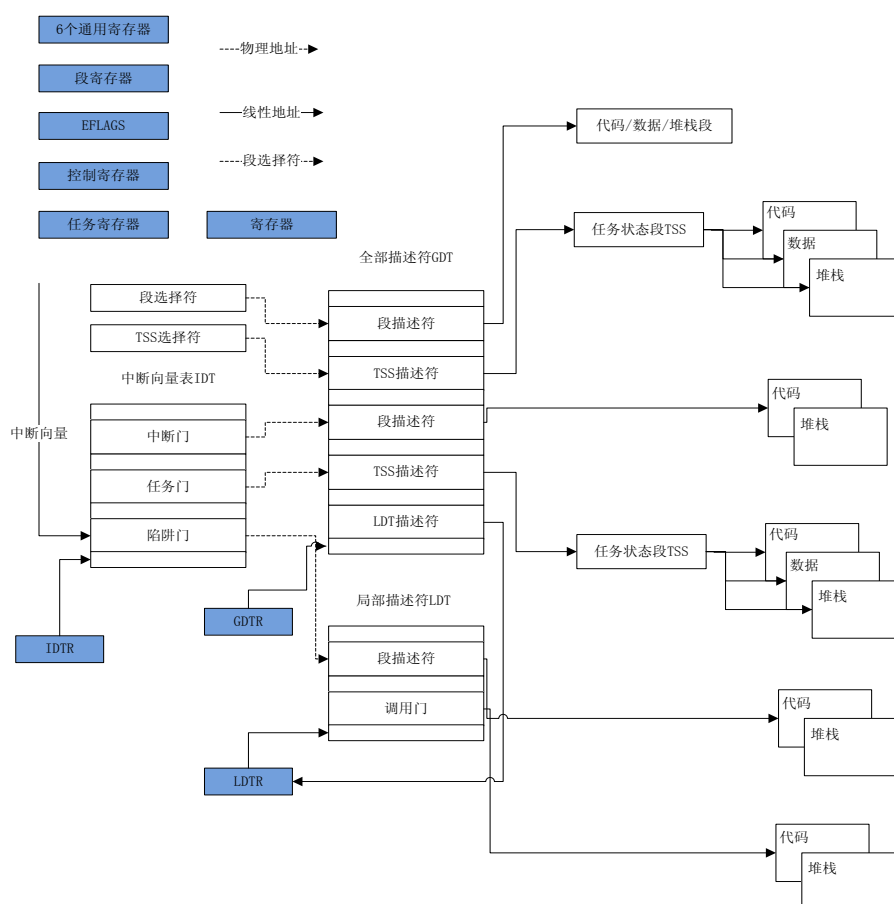 6个通用寄存器
物理地址
段寄存器
线性地址
EFLAGS
代码/数据/堆栈段
控制寄存器
段选择符
任务寄存器
寄存器
任务状态段TSS
代码
数据
堆栈
全部描述符GDT
段选择符
段描述符
TSS选择符
TSS描述符
中断向量表IDT
代码
堆栈
中断向量
中断门
段描述符
任务门
TSS描述符
陷阱门
LDT描述符
任务状态段TSS
代码
数据
堆栈
局部描述符LDT
GDTR
IDTR
段描述符
调用门
代码
堆栈
LDTR
代码
堆栈